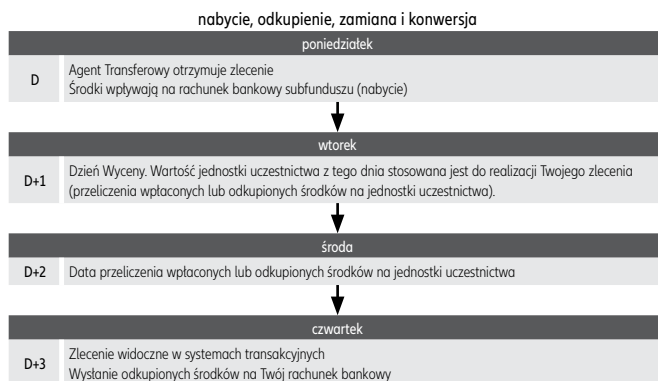 nabycie, odkupienie, zamiana i konwersja
poniedziałek
D
Agent Transferowy otrzymuje zlecenie
Środki wpływają na rachunek bankowy subfunduszu (nabycie)
wtorek
D+1
Dzień Wyceny. Wartość jednostki uczestnictwa z tego dnia stosowana jest do realizacji Twojego zlecenia
(przeliczenia wpłaconych lub odkupionych środków na jednostki uczestnictwa).
środa
D+2
Data przeliczenia wpłaconych lub odkupionych środków na jednostki uczestnictwa
czwartek
D+3
Zlecenie widoczne w systemach transakcyjnych
Wysłanie odkupionych środków na Twój rachunek bankowy